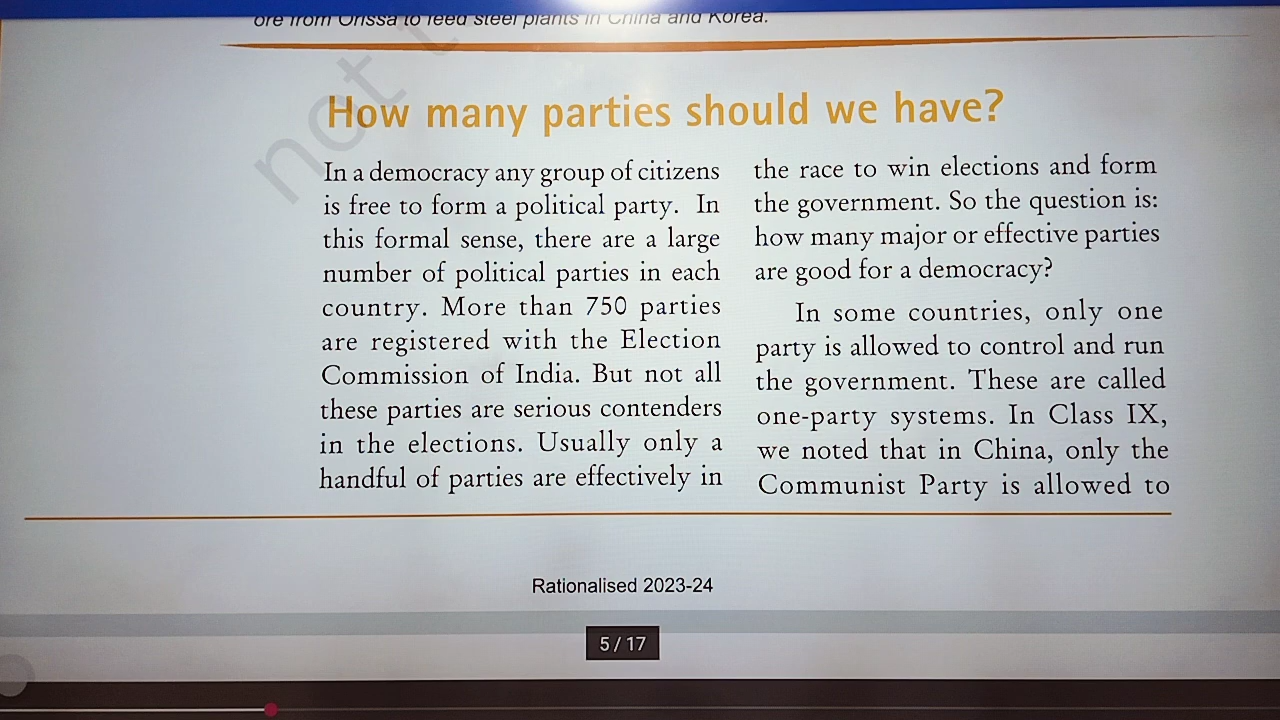 ore from Orissa to feed steel plants in China and Korea.
not t
How many parties should we have?
In a democracy any group of citizens
is free to form a political party. In
this formal sense, there are a large
number of political parties in each
country. More than 750 parties
are registered with the Election
Commission of India. But not all
these parties are serious contenders
in the elections. Usually only a
handful of parties are effectively in
the race to win elections and form
the government. So the question is:
how many major or effective parties
are good for a democracy?
In some countries, only one
party is allowed to control and run
the government. These are called
one-party systems. In Class IX,
we noted that in China, only the
Communist Party is allowed to
Rationalised 2023-24
5 / 17